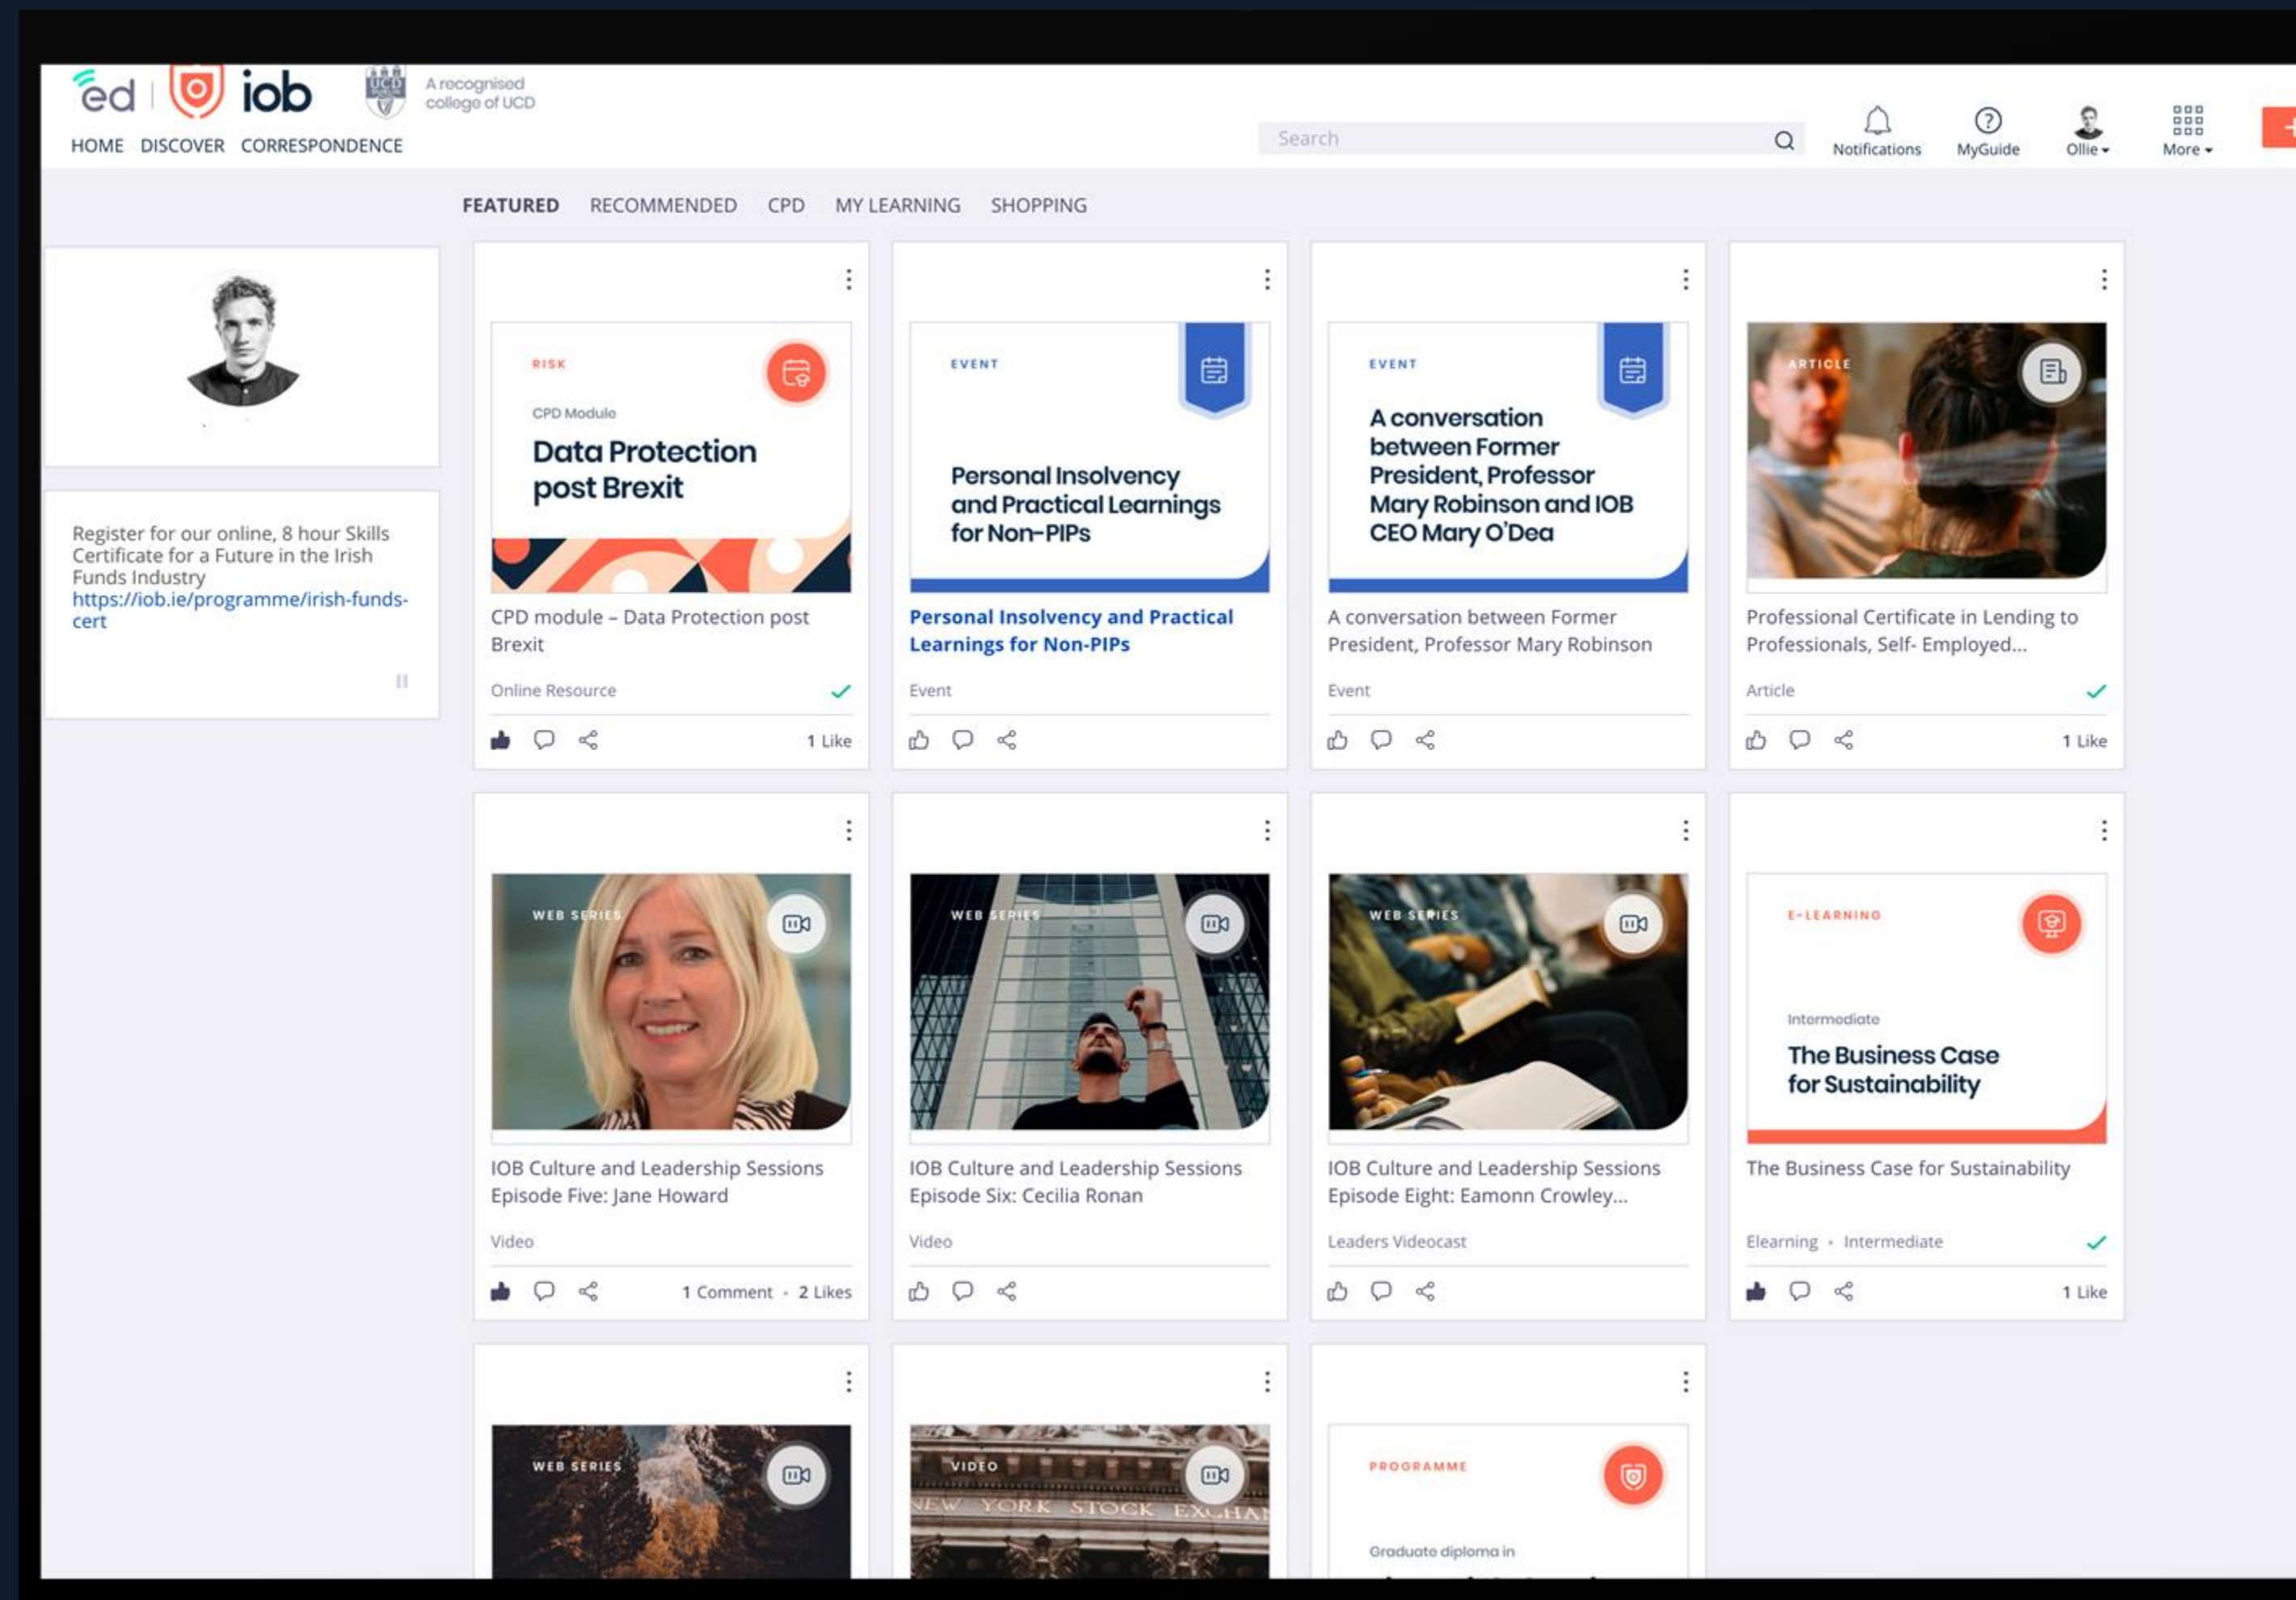 ed
iob
UCD
DUBLIN
A recognised
college of UCD
HOME DISCOVER CORRESPONDENCE
Search
Notifications
MyGuide
Ollie
More
FEATURED RECOMMENDED CPD MY LEARNING SHOPPING
Register for our online, 8 hour Skills
Certificate for a Future in the Irish
Funds Industry
https://iob.ie/programme/irish-funds-
cert
RISK
CPD Module
Data Protection
post Brexit
CPD module – Data Protection post
Brexit
Online Resource
1 Like
EVENT
Personal Insolvency
and Practical Learnings
for Non-PIPs
Personal Insolvency and Practical
Learnings for Non-PIPs
Event
EVENT
A conversation
between Former
President, Professor
Mary Robinson and IOB
CEO Mary O'Dea
A conversation between Former
President, Professor Mary Robinson
Event
ARTICLE
Professional Certificate in Lending to
Professionals, Self- Employed...
Article
1 Like
WEB SERIES
IOB Culture and Leadership Sessions
Episode Five: Jane Howard
Video
1 Comment • 2 Likes
WEB SERIES
IOB Culture and Leadership Sessions
Episode Six: Cecilia Ronan
Video
WEB SERIES
IOB Culture and Leadership Sessions
Episode Eight: Eamonn Crowley...
Leaders Videocast
E-LEARNING
Intermediate
The Business Case
for Sustainability
The Business Case for Sustainability
Elearning • Intermediate
1 Like
WEB SERIES
VIDEO
NEW YORK STOCK EXCHAN
PROGRAMME
Graduate diploma in